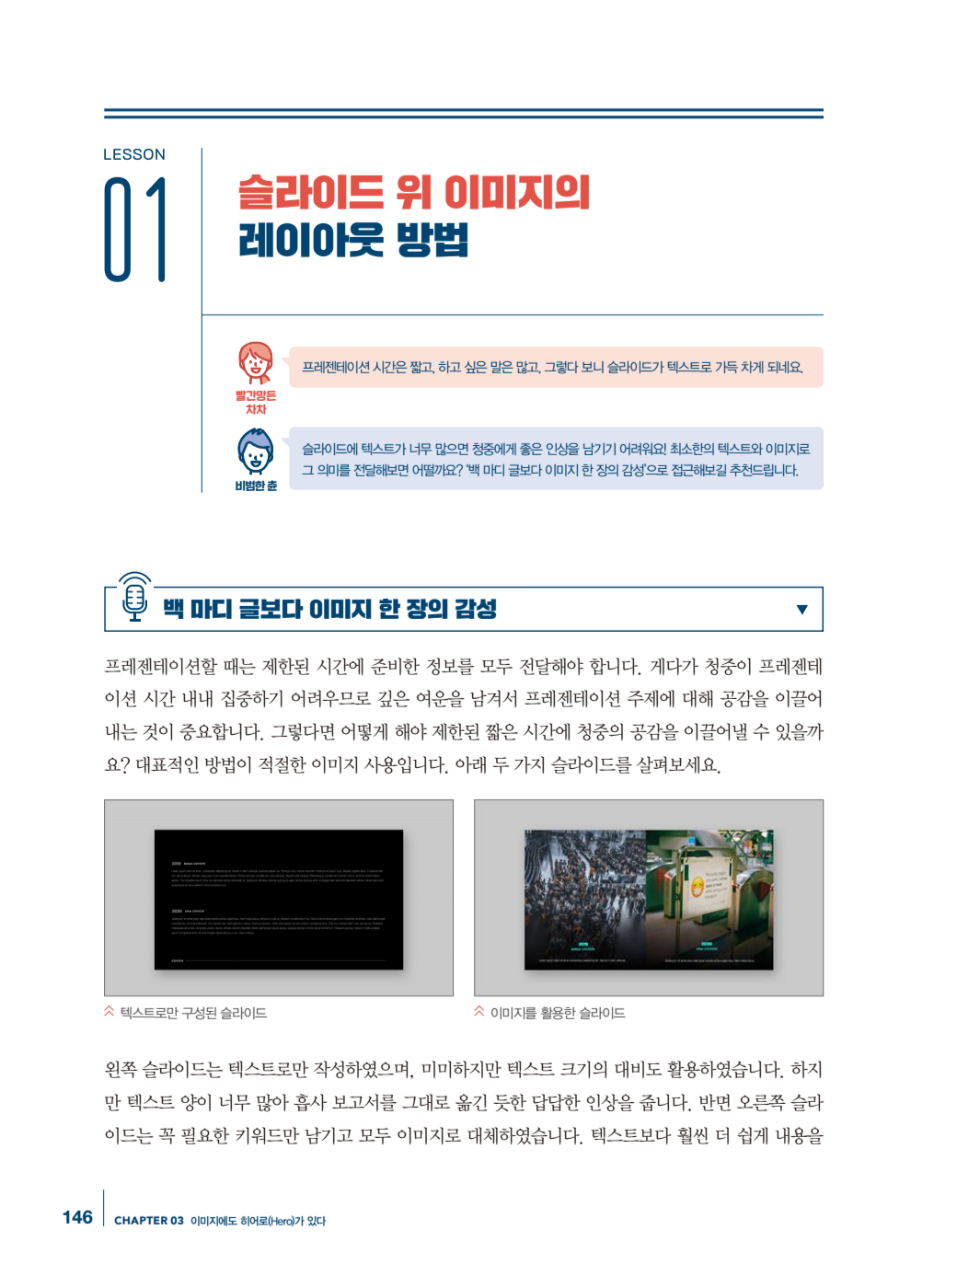 LESSON
01
슬라이드 위 이미지의
레이아웃 방법
프레젠테이션 시간은 짧고, 하고 싶은 말은 많고, 그렇다 보니 슬라이드가 텍스트로 가득 차게 되네요.
빨간망든
차차
슬라이드에 텍스트가 너무 많으면 청중에게 좋은 인상을 남기기 어려워요! 최소한의 텍스트와 이미지로
그 의미를 전달해보면 어떨까요? '백 마디 글보다 이미지 한 장의 감성'으로 접근해보길 추천드립니다.
비범한 츈
백 마디 글보다 이미지 한 장의 감성
프레젠테이션할 때는 제한된 시간에 준비한 정보를 모두 전달해야 합니다. 게다가 청중이 프레젠테
이션 시간 내내 집중하기 어려우므로 깊은 여운을 남겨서 프레젠테이션 주제에 대해 공감을 이끌어
내는 것이 중요합니다. 그렇다면 어떻게 해야 제한된 짧은 시간에 청중의 공감을 이끌어낼 수 있을까
요? 대표적인 방법이 적절한 이미지 사용입니다. 아래 두 가지 슬라이드를 살펴보세요.
텍스트로만 구성된 슬라이드
이미지를 활용한 슬라이드
왼쪽 슬라이드는 텍스트로만 작성하였으며, 미미하지만 텍스트 크기의 대비도 활용하였습니다. 하지
만 텍스트 양이 너무 많아 흡사 보고서를 그대로 옮긴 듯한 답답한 인상을 줍니다. 반면 오른쪽 슬라
이드는 꼭 필요한 키워드만 남기고 모두 이미지로 대체하였습니다. 텍스트보다 훨씬 더 쉽게 내용을
146
CHAPTER 03 이미지에도 히어로(Hero)가 있다